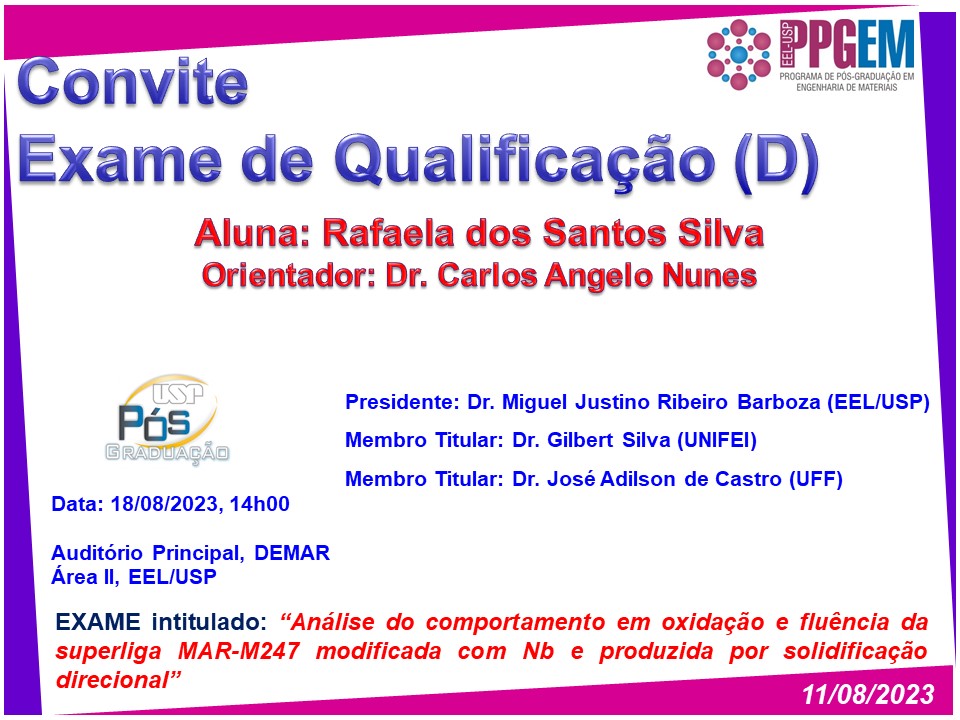 EEL-USP
PPGEM
PROGRAMA DE PÓS-GRADUAÇÃO EM
ENGENHARIA DE MATERIAIS
Convite
Exame de Qualificação (D)
Aluna: Rafaela dos Santos Silva
Orientador: Dr. Carlos Angelo Nunes
USP
PÓS
GRADUAÇÃO
Presidente: Dr. Miguel Justino Ribeiro Barboza (EEL/USP)
Membro Titular: Dr. Gilbert Silva (UNIFEI)
Membro Titular: Dr. José Adilson de Castro (UFF)
Data: 18/08/2023, 14h00
Auditório Principal, DEMAR
Área II, EEL/USP
EXAME intitulado: “Análise do comportamento em oxidação e fluência da
superliga MAR-M247 modificada com Nb e produzida por solidificação
direcional”
11/08/2023